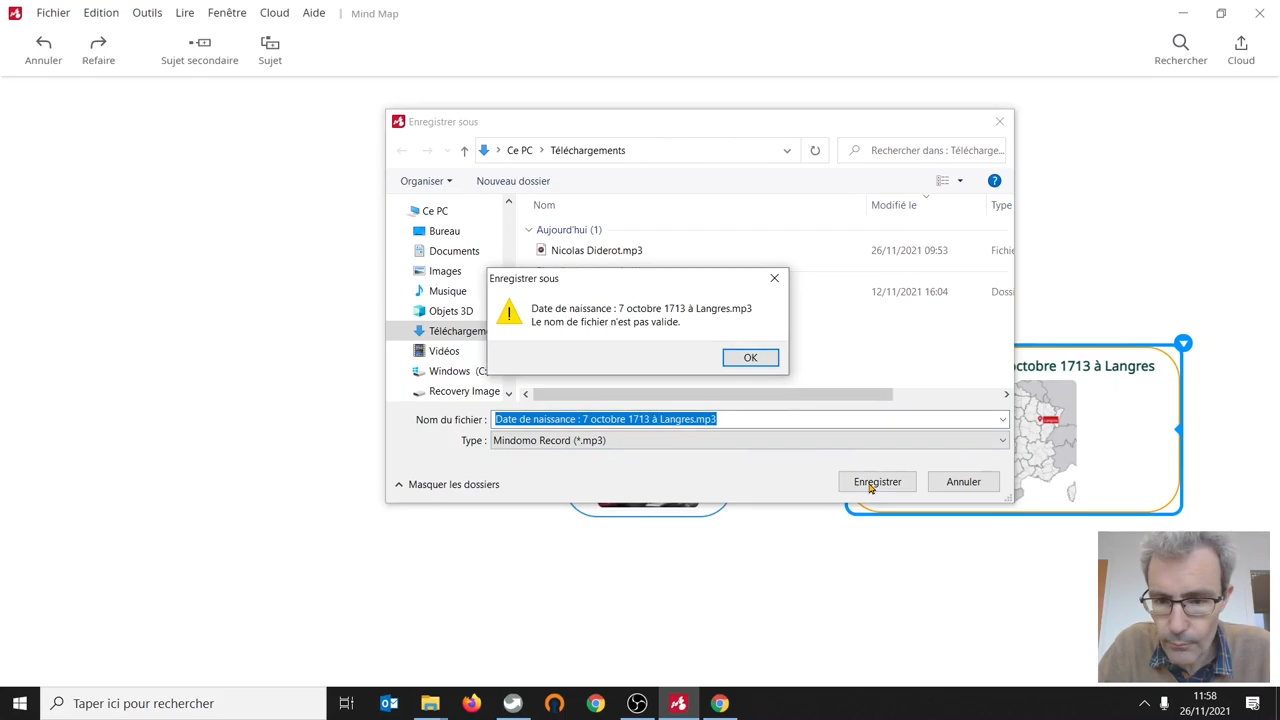 Fichier Edition Outils Lire Fenêtre Cloud Aide | Mind Map
Annuler Refaire Sujet secondaire Sujet Rechercher Cloud
Enregistrer sous
Ce PC Téléchargements Rechercher dans : Télécharge...
Organiser Nouveau dossier ?
Nom Modifié le Type
Ce PC
Aujourd'hui (1)
Bureau
Documents
Nicolas Diderot.mp3 26/11/2021 09:53 Fichie
Images
Musique
12/11/2021 16:04 Dossi
Objets 3D
Téléchargem
Vidéos
Windows (C:
Recovery Image
Enregistrer sous
Date de naissance : 7 octobre 1713 à Langres.mp3
Le nom de fichier n'est pas valide.
OK
octobre 1713 à Langres
Nom du fichier : Date de naissance : 7 octobre 1713 à Langres.mp3
Type : Mindomo Record (*.mp3)
Masquer les dossiers Enregistrer Annuler
Taper ici pour rechercher
11:58
26/11/2021